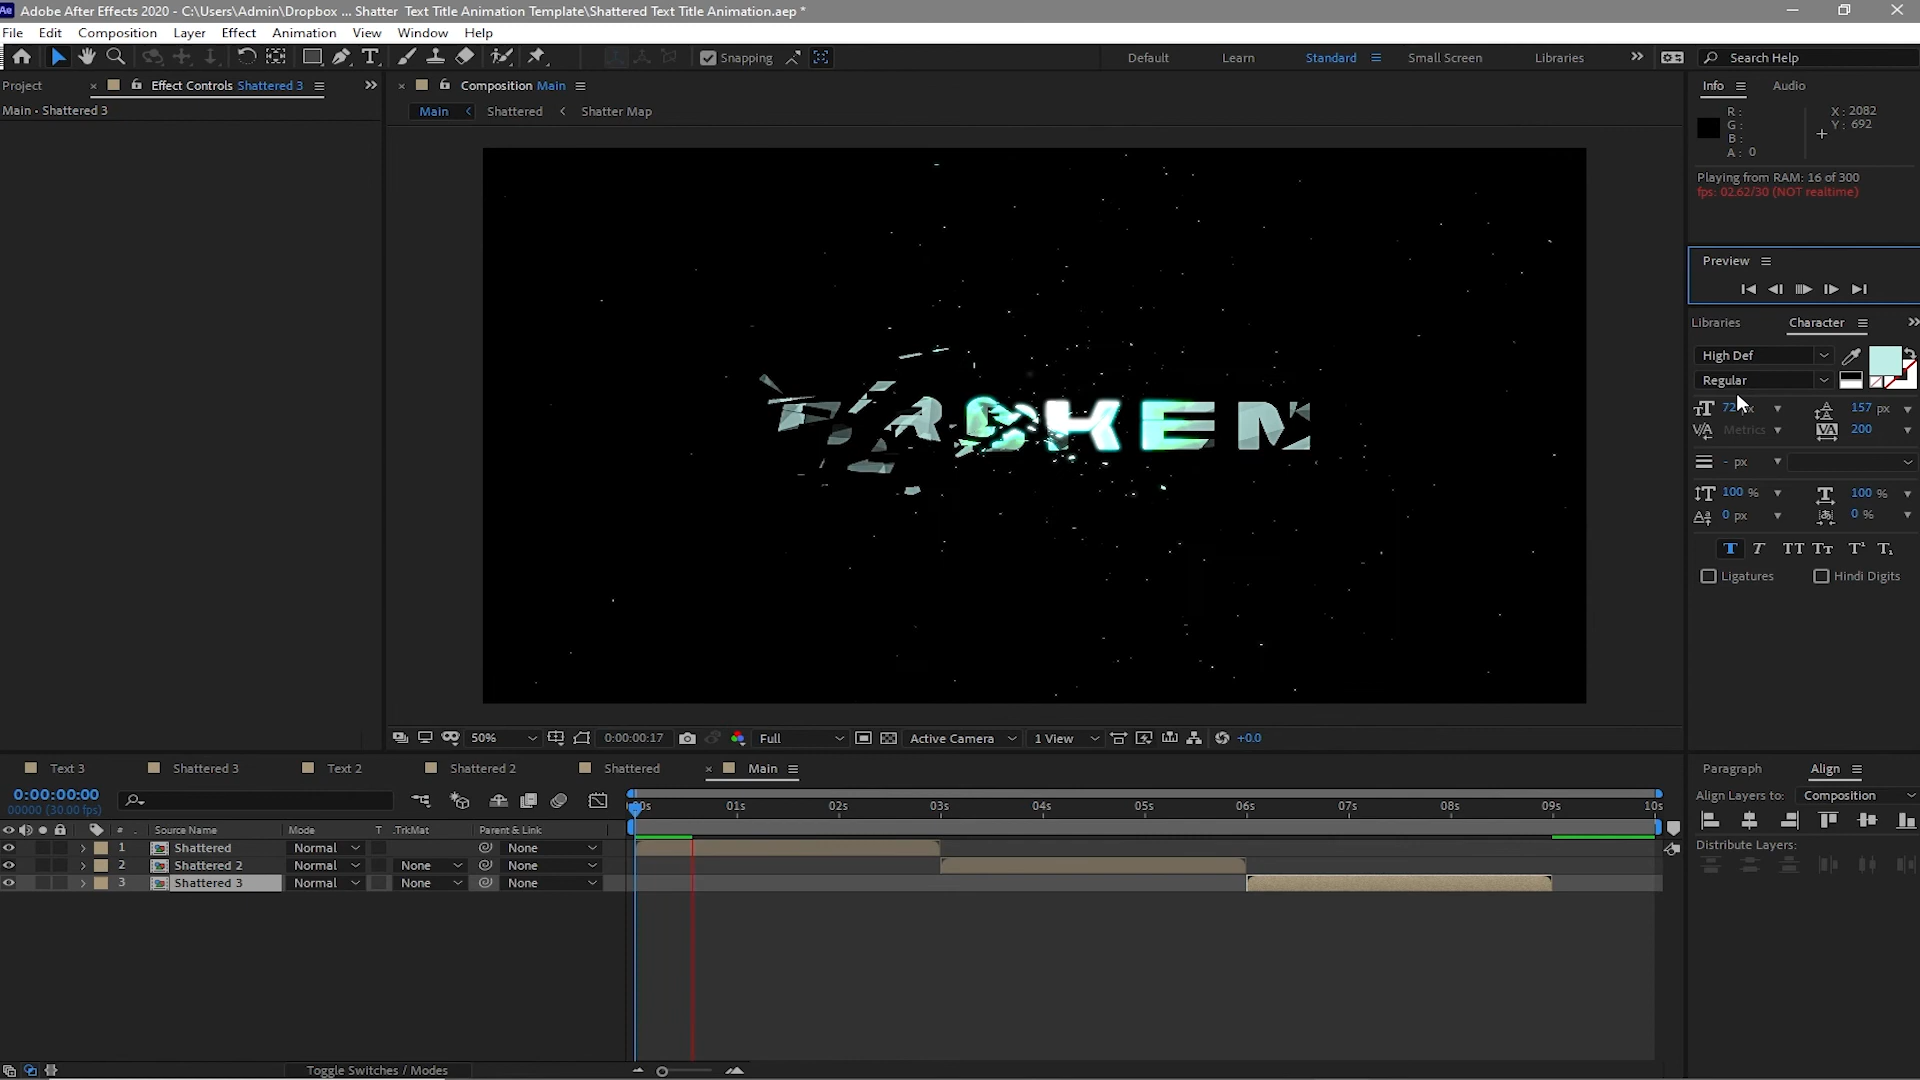 Ae Adobe After Effects 2020 - C:\Users\Admin\Dropbox ... Shatter  Text Title Animation Template\Shattered Text Title Animation.aep *
File Edit Composition Layer Effect Animation View Window Help
Snapping Default Learn Standard Small Screen Libraries Search Help
Project Effect Controls Shattered 3 Composition Main Info Audio
Main • Shattered 3 Main Shattered Shatter Map
R: X: 2082
G: Y: 692
B:
A: 0
Playing from RAM: 16 of 300
fps: 02.62/30 (NOT realtime)
Preview
Libraries Character
High Def
Regular
px 157 px
Metrics 200
- px
100 % 100 %
0 px 0 %
T T TT Tт T¹ T₁
Ligatures Hindi Digits
KEN
50% 0:00:00:17 Full Active Camera 1 View +0.0
Text 3 Shattered 3 Text 2 Shattered 2 Shattered Main Paragraph Align
0:00:00:00
00000 (30.00 fps)
Align Layers to: Composition
01s 02s 03s 04s 05s 06s 07s 08s 09s 10s
# Source Name Mode T .TrkMat Parent & Link
Distribute Layers:
1 Shattered Normal None
2 Shattered 2 Normal None None
3 Shattered 3 Normal None None
Toggle Switches / Modes